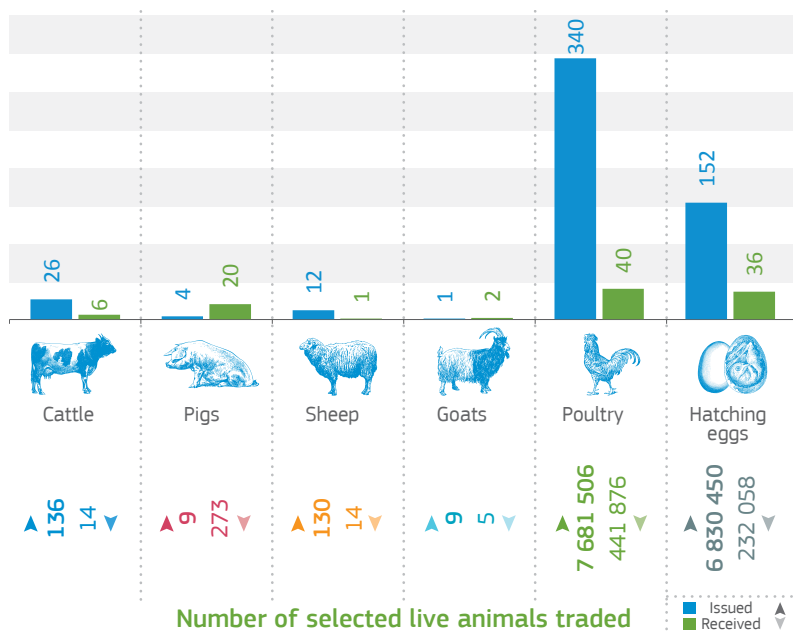 340
152
26
6
4
20
12
1
1
2
40
36
Cattle
Pigs
Sheep
Goats
Poultry
Hatching
eggs
136
14
9
273
130
14
9
5
7 681 506
441 876
6 830 450
232 058
Number of selected live animals traded
Issued
Received